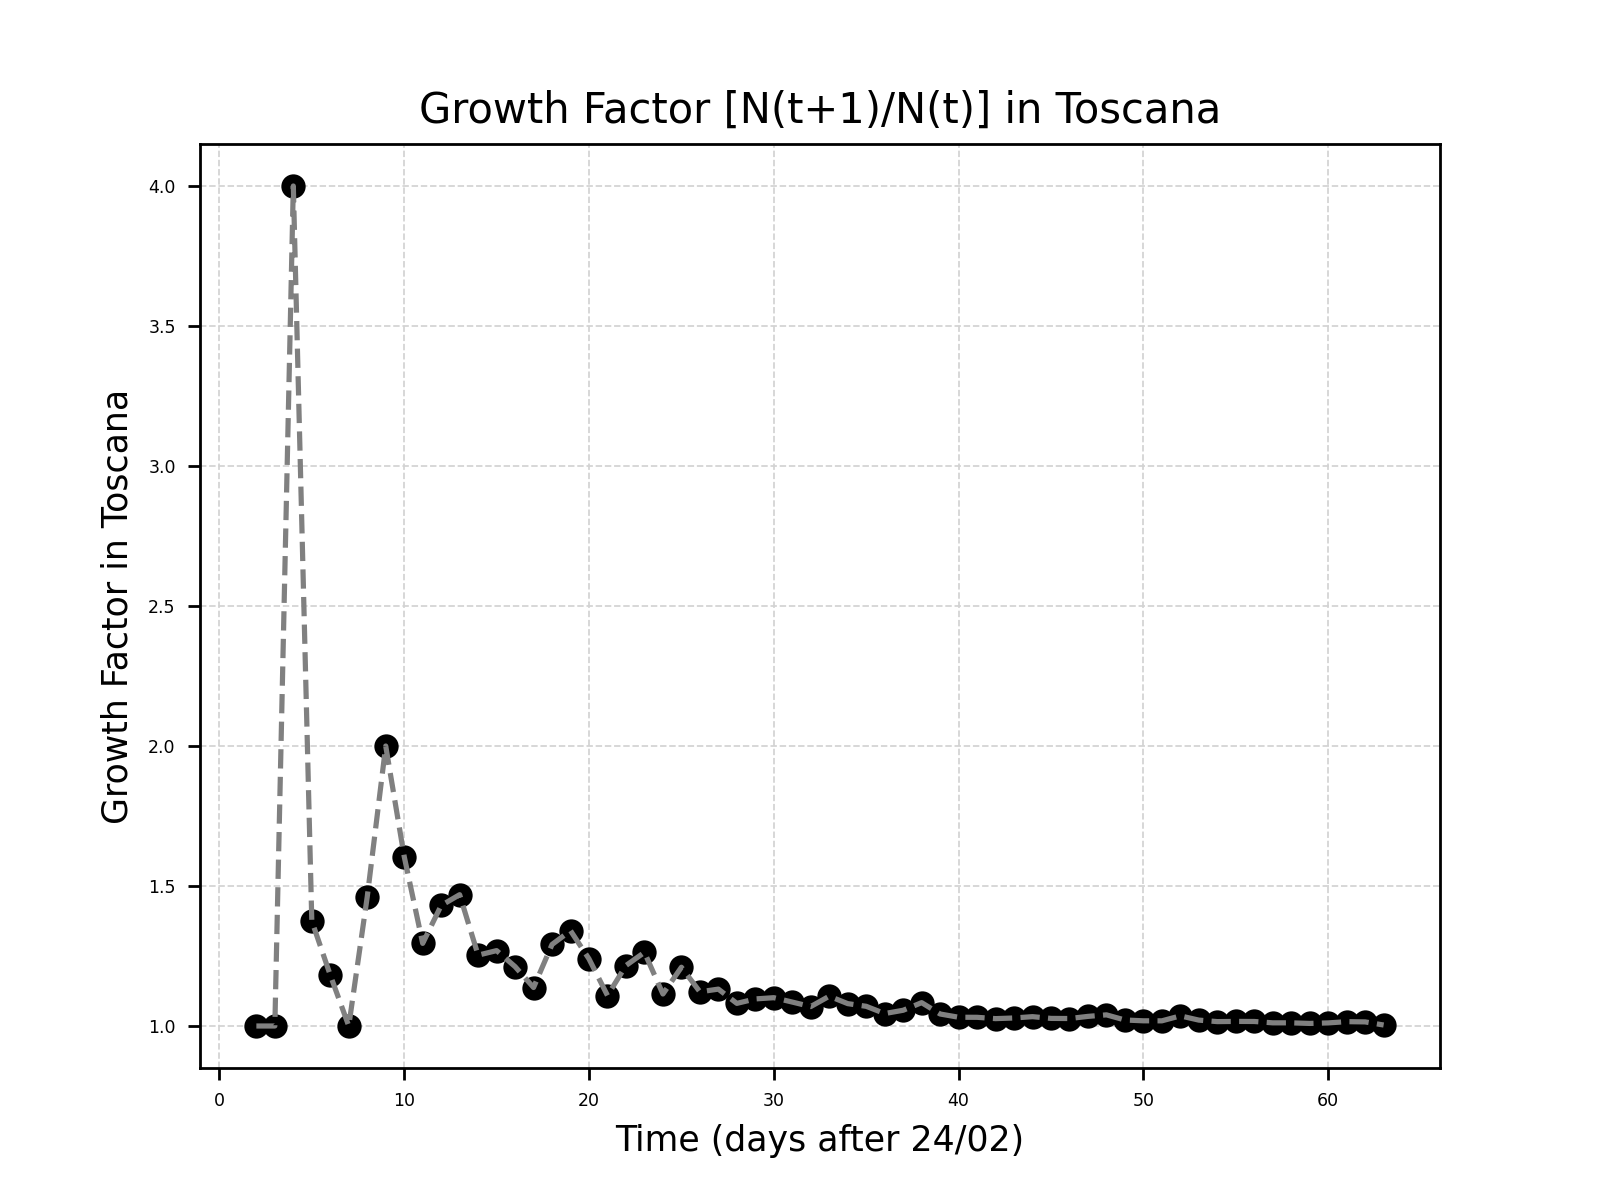 Growth Factor [N(t+1)/N(t)] in Toscana
Growth Factor in Toscana
4.0
3.5
3.0
2.5
2.0
1.5
1.0
0 10 20 30 40 50 60
Time (days after 24/02)